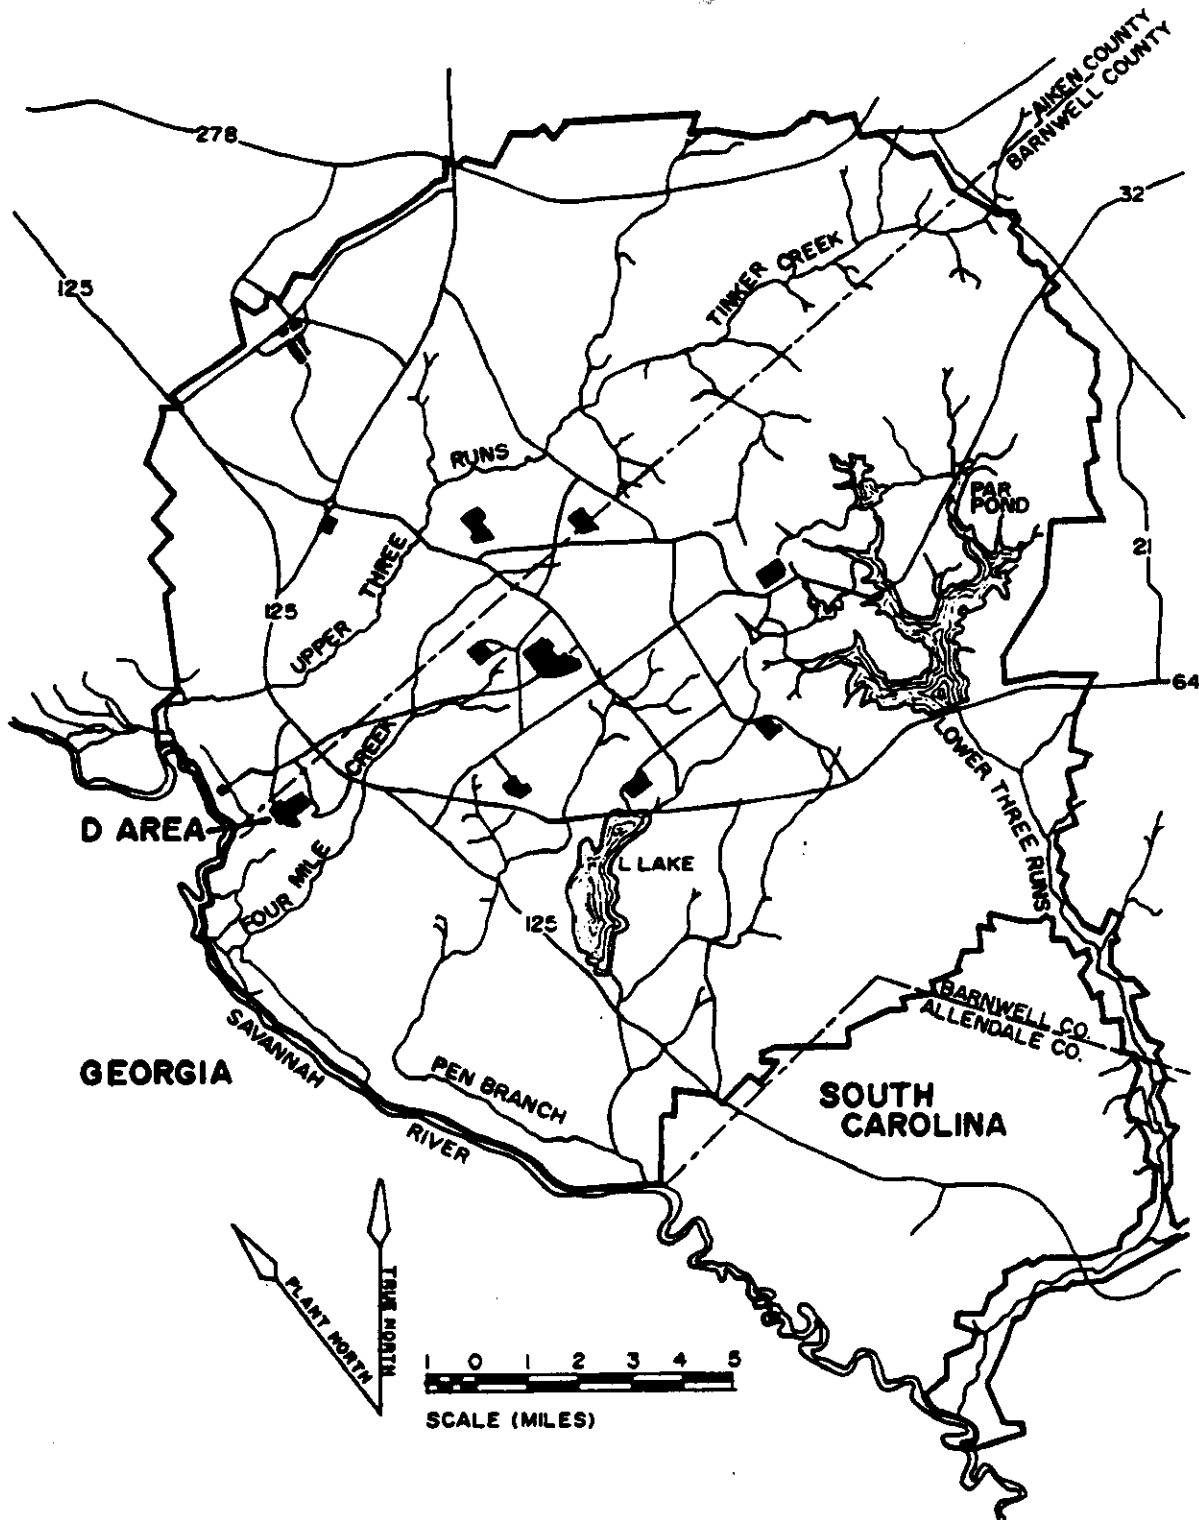 AIKEN COUNTY
BARNWELL COUNTY
278
32
125
TINKER CREEK
RUNS
PAR
POND
THREE
21
125
UPPER
64
CREEK
LOWER THREE RUNS
D AREA
L LAKE
FOUR MILE
125
BARNWELL CO.
ALLENDALE CO.
SAVANNAH
GEORGIA
PEN BRANCH
SOUTH
CAROLINA
RIVER
PLANT NORTH
TRUE NORTH
1 0 1 2 3 4 5
SCALE (MILES)